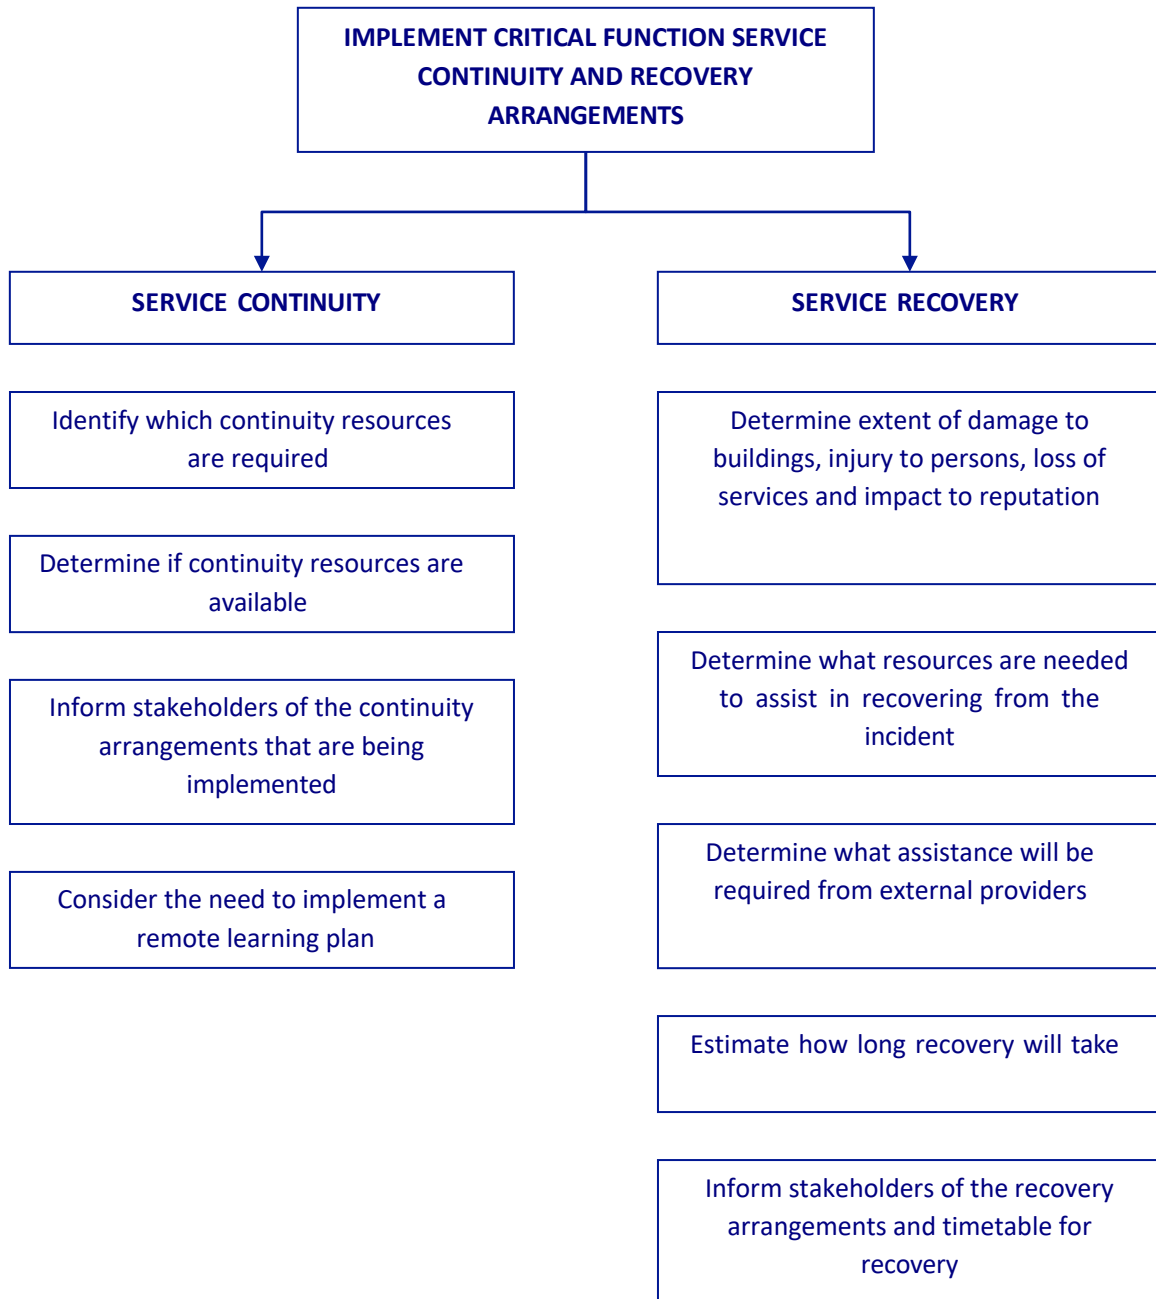 IMPLEMENT CRITICAL FUNCTION SERVICE
CONTINUITY AND RECOVERY
ARRANGEMENTS
SERVICE CONTINUITY
Identify which continuity resources
are required
Determine if continuity resources are
available
Inform stakeholders of the continuity
arrangements that are being
implemented
Consider the need to implement a
remote learning plan
SERVICE RECOVERY
Determine extent of damage to
buildings, injury to persons, loss of
services and impact to reputation
Determine what resources are needed
to assist in recovering from the
incident
Determine what assistance will be
required from external providers
Estimate how long recovery will take
Inform stakeholders of the recovery
arrangements and timetable for
recovery